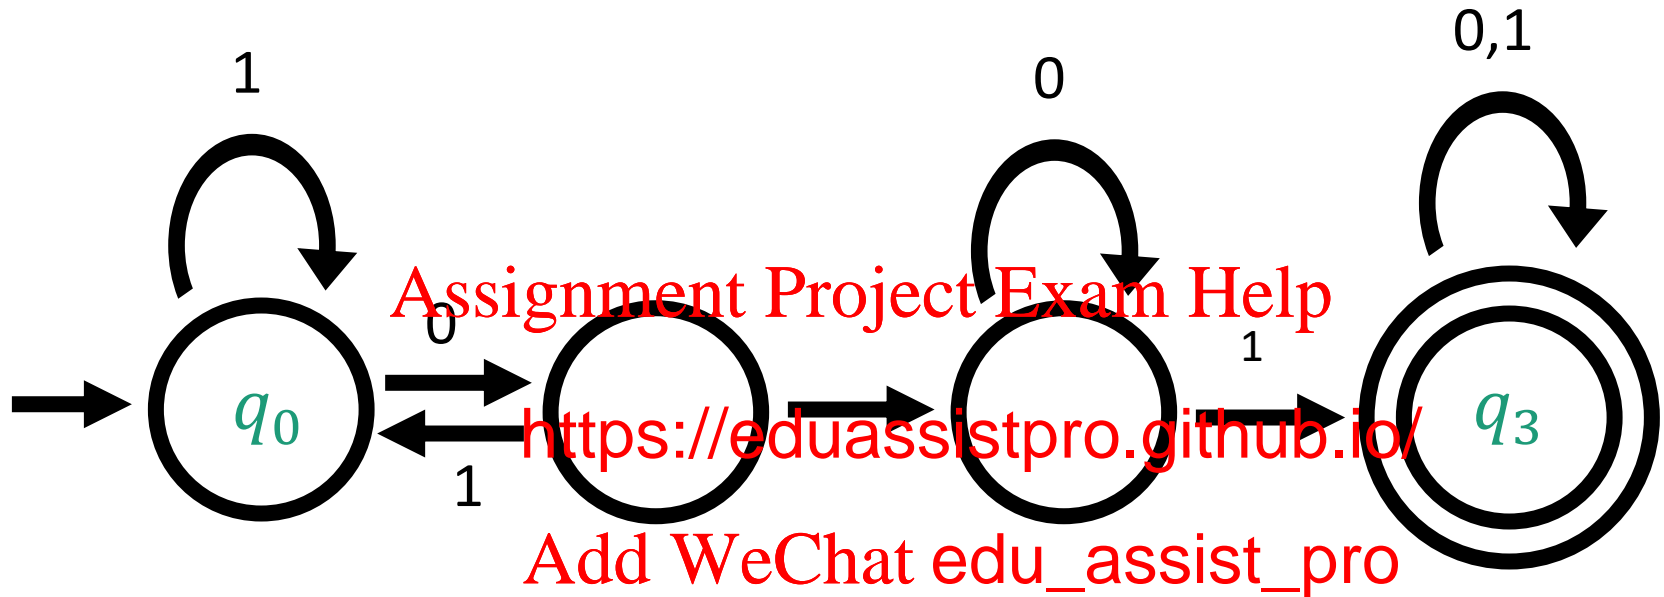 0,1
1
0
Assignment Project Exam Help
0
1
q0
q3
https://eduassistpro.github.io/
1
Add WeChat edu_assist_pro